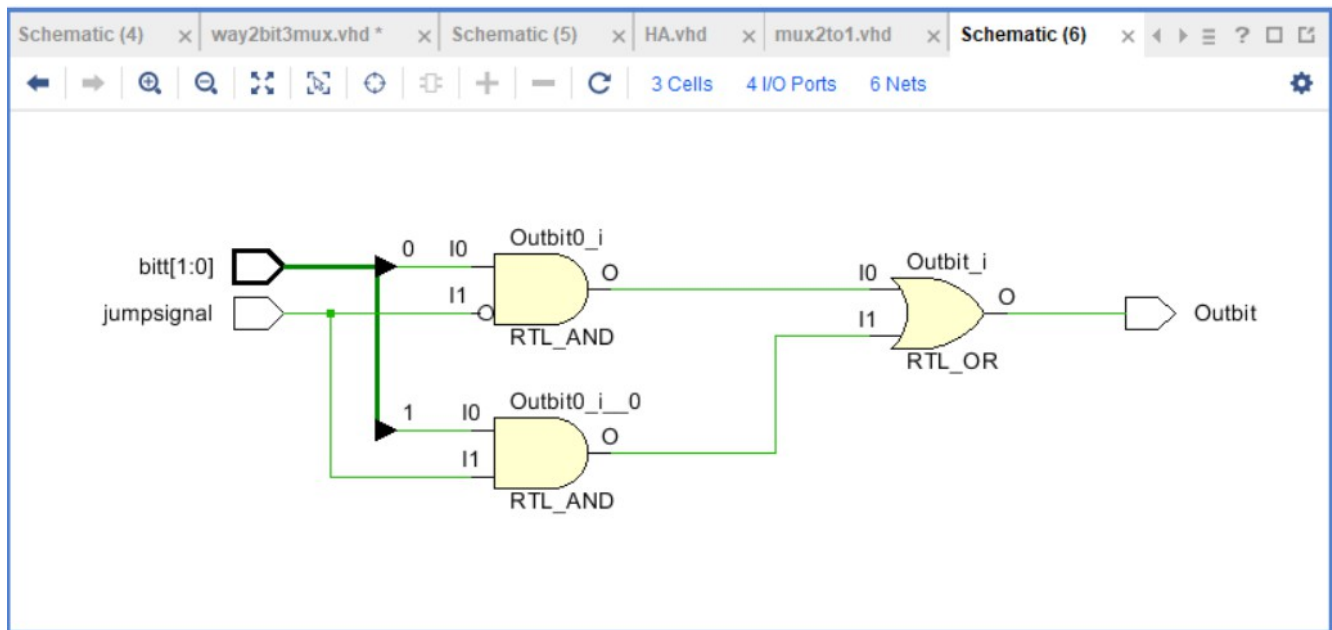 Schematic (4) × way2bit3mux.vhd * × Schematic (5) × HA.vhd × mux2to1.vhd × Schematic (6) × ?
3 Cells 4 I/O Ports 6 Nets
bitt[1:0]
jumpsignal
0 I0
I1
Outbit0_i
O
RTL_AND
1 I0
I1
Outbit0_i__0
O
RTL_AND
I0
I1
Outbit_i
O
RTL_OR
Outbit